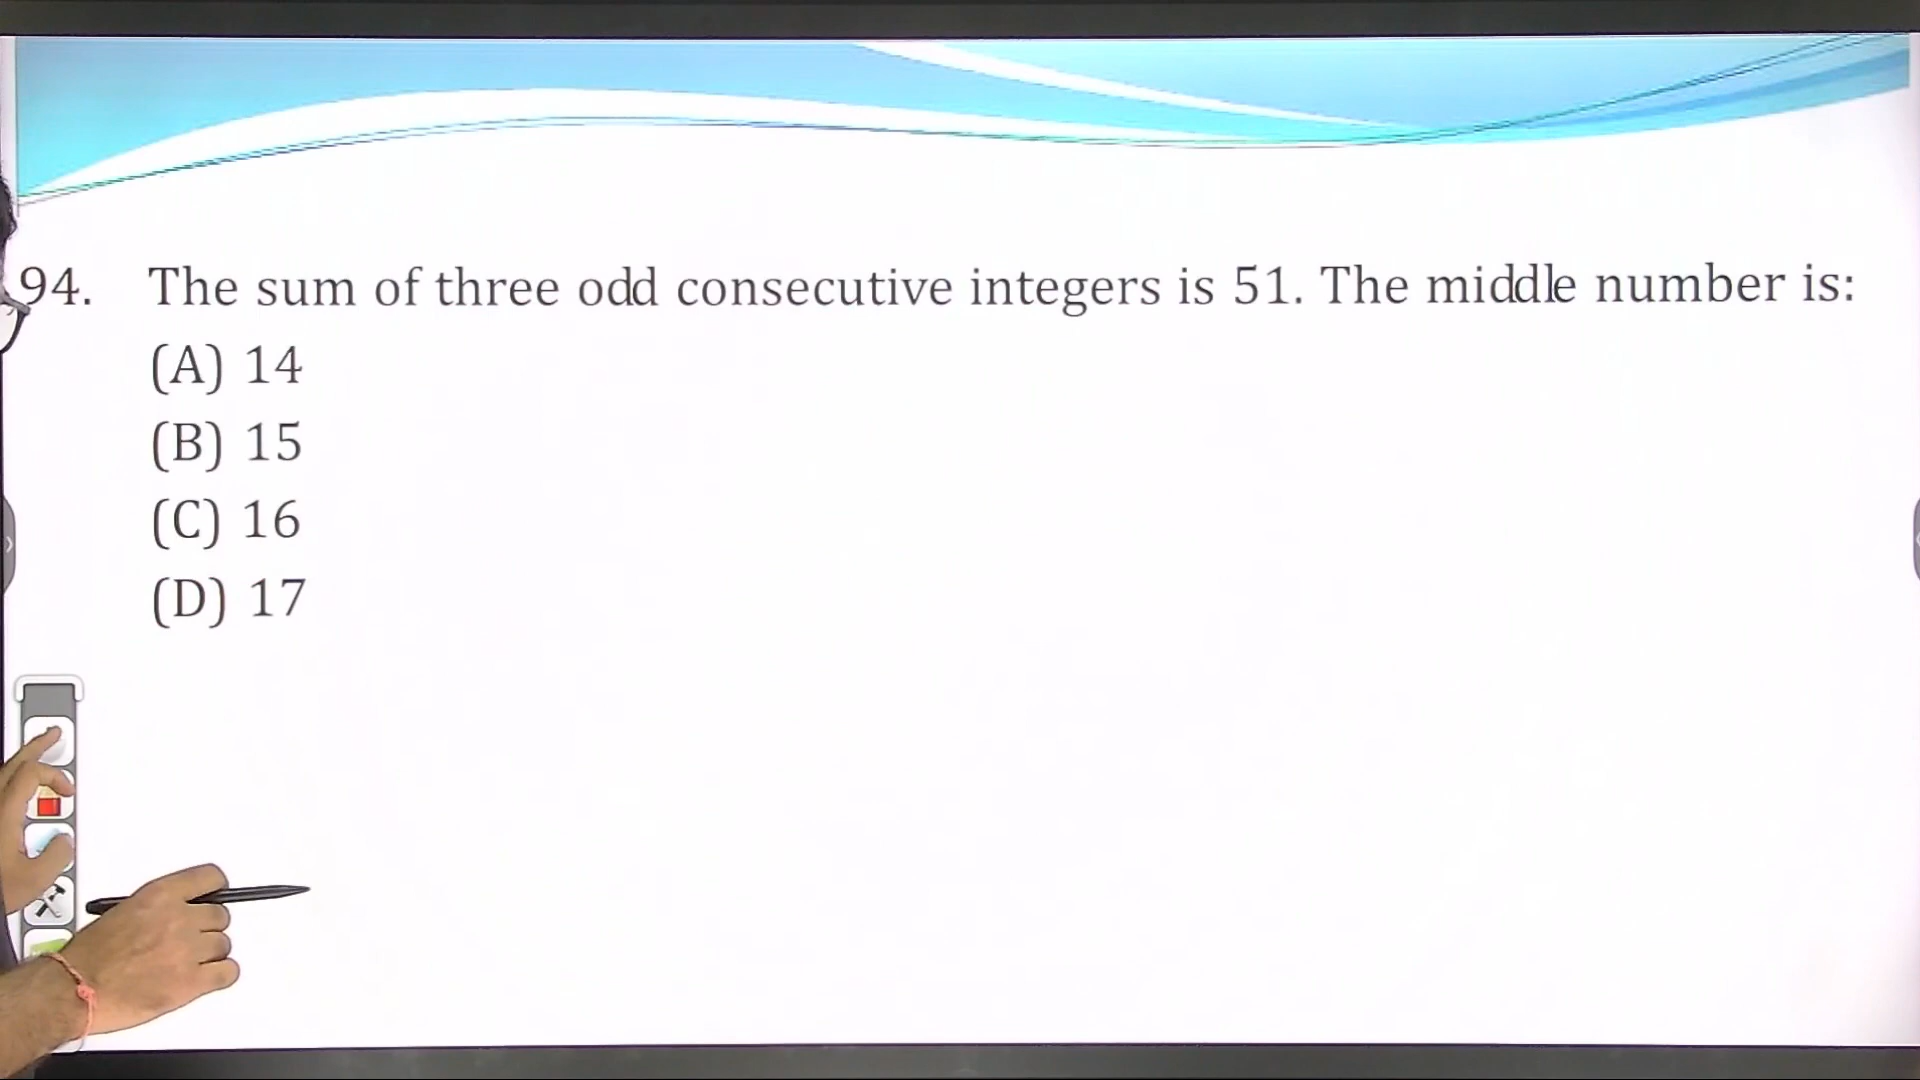 94. The sum of three odd consecutive integers is 51. The middle number is:
(A) 14
(B) 15
(C) 16
(D) 17